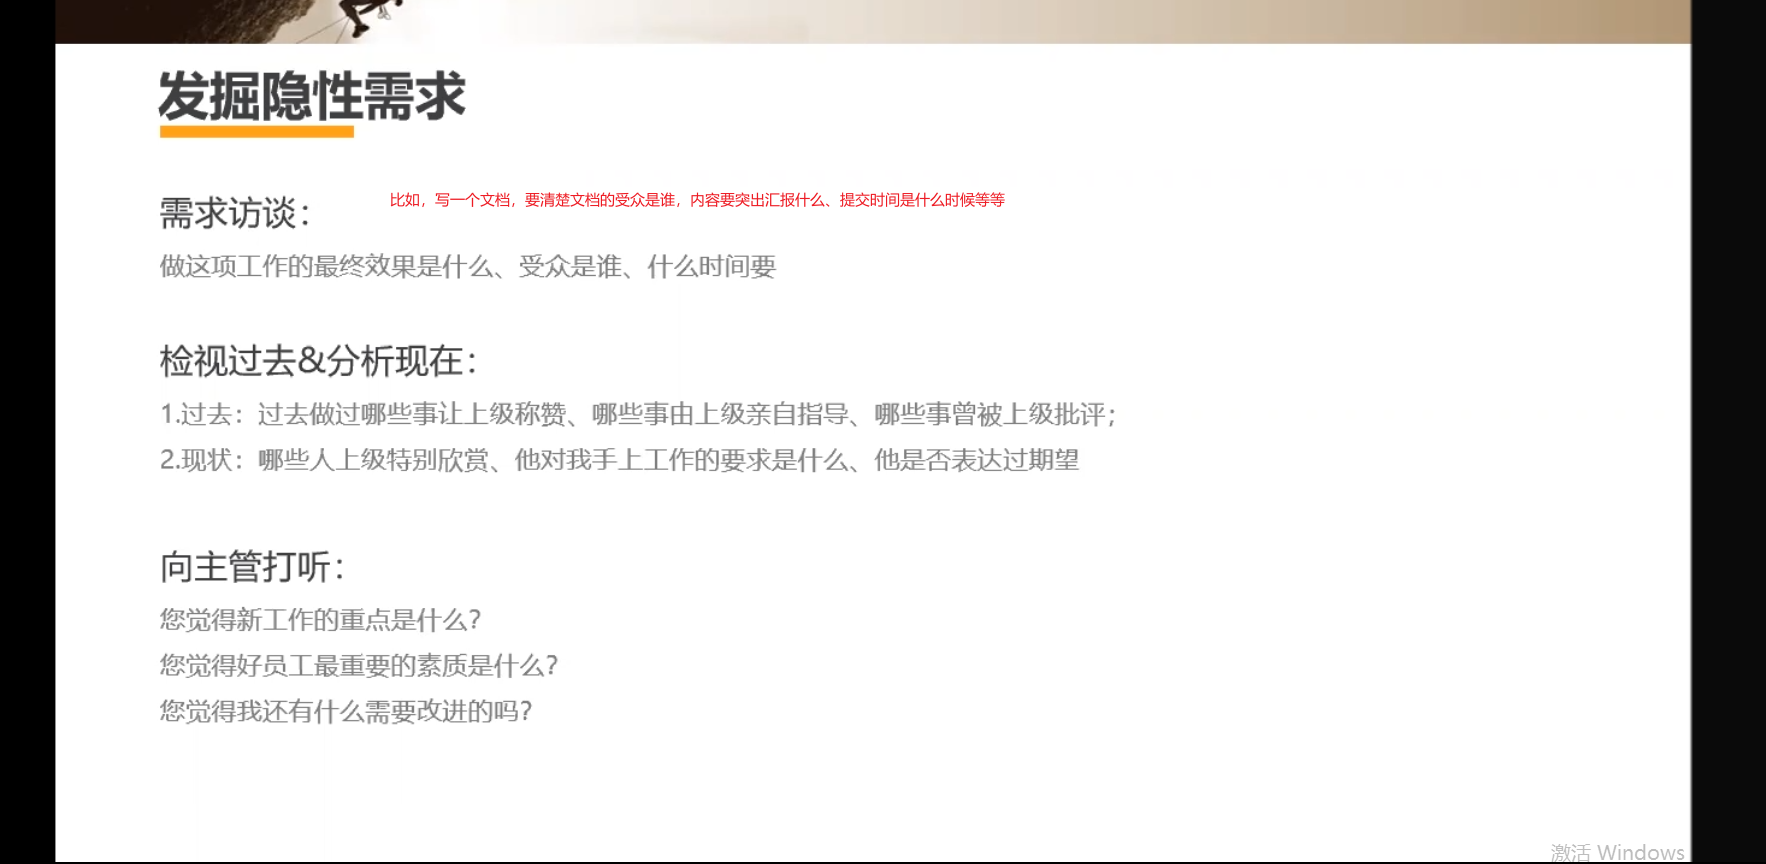 发掘隐性需求
需求访谈：
比如，写一个文档，要清楚文档的受众是谁，内容要突出汇报什么、提交时间是什么时候等等
做这项工作的最终效果是什么、受众是谁、什么时间要
检视过去&分析现在：
1.过去：过去做过哪些事让上级称赞、哪些事由上级亲自指导、哪些事曾被上级批评；
2.现状：哪些人上级特别欣赏、他对我手上工作的要求是什么、他是否表达过期望
向主管打听：
您觉得新工作的重点是什么？
您觉得好员工最重要的素质是什么？
您觉得我还有什么需要改进的吗？
激活 Windows